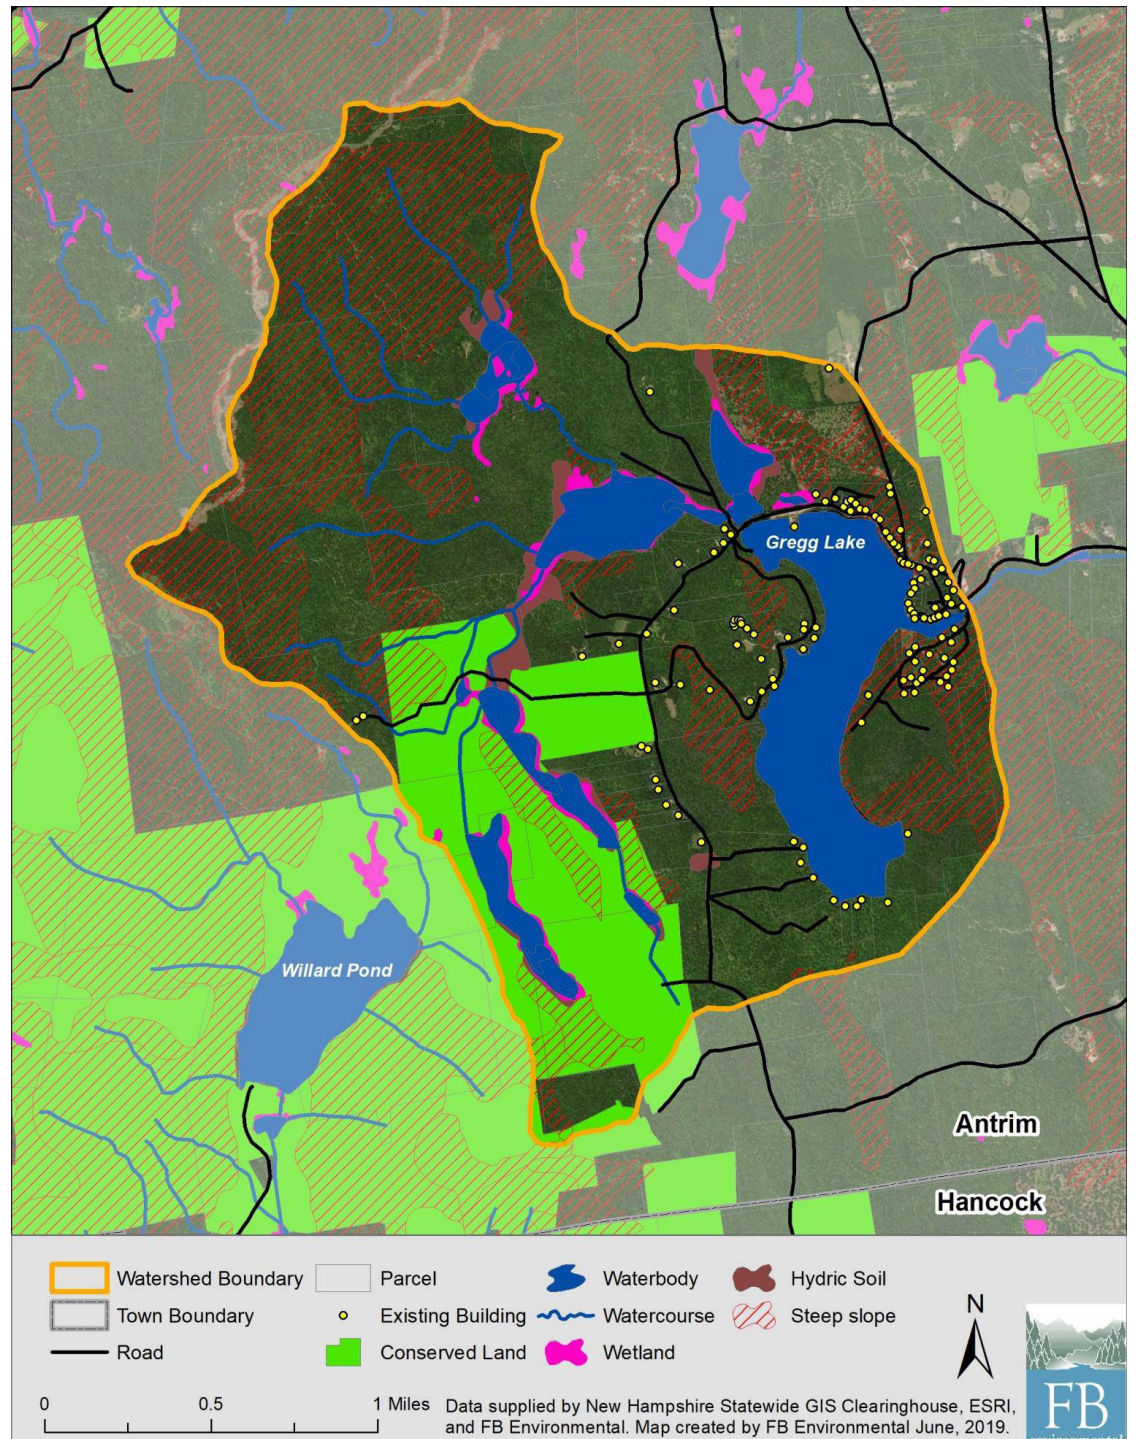 Gregg Lake
Willard Pond
Antrim
Hancock
Watershed Boundary
Parcel
Waterbody
Hydric Soil
Town Boundary
Existing Building
Watercourse
Steep slope
Road
Conserved Land
Wetland
N
0 0.5 1 Miles
Data supplied by New Hampshire Statewide GIS Clearinghouse, ESRI,
and FB Environmental. Map created by FB Environmental June, 2019.
FB
environmental